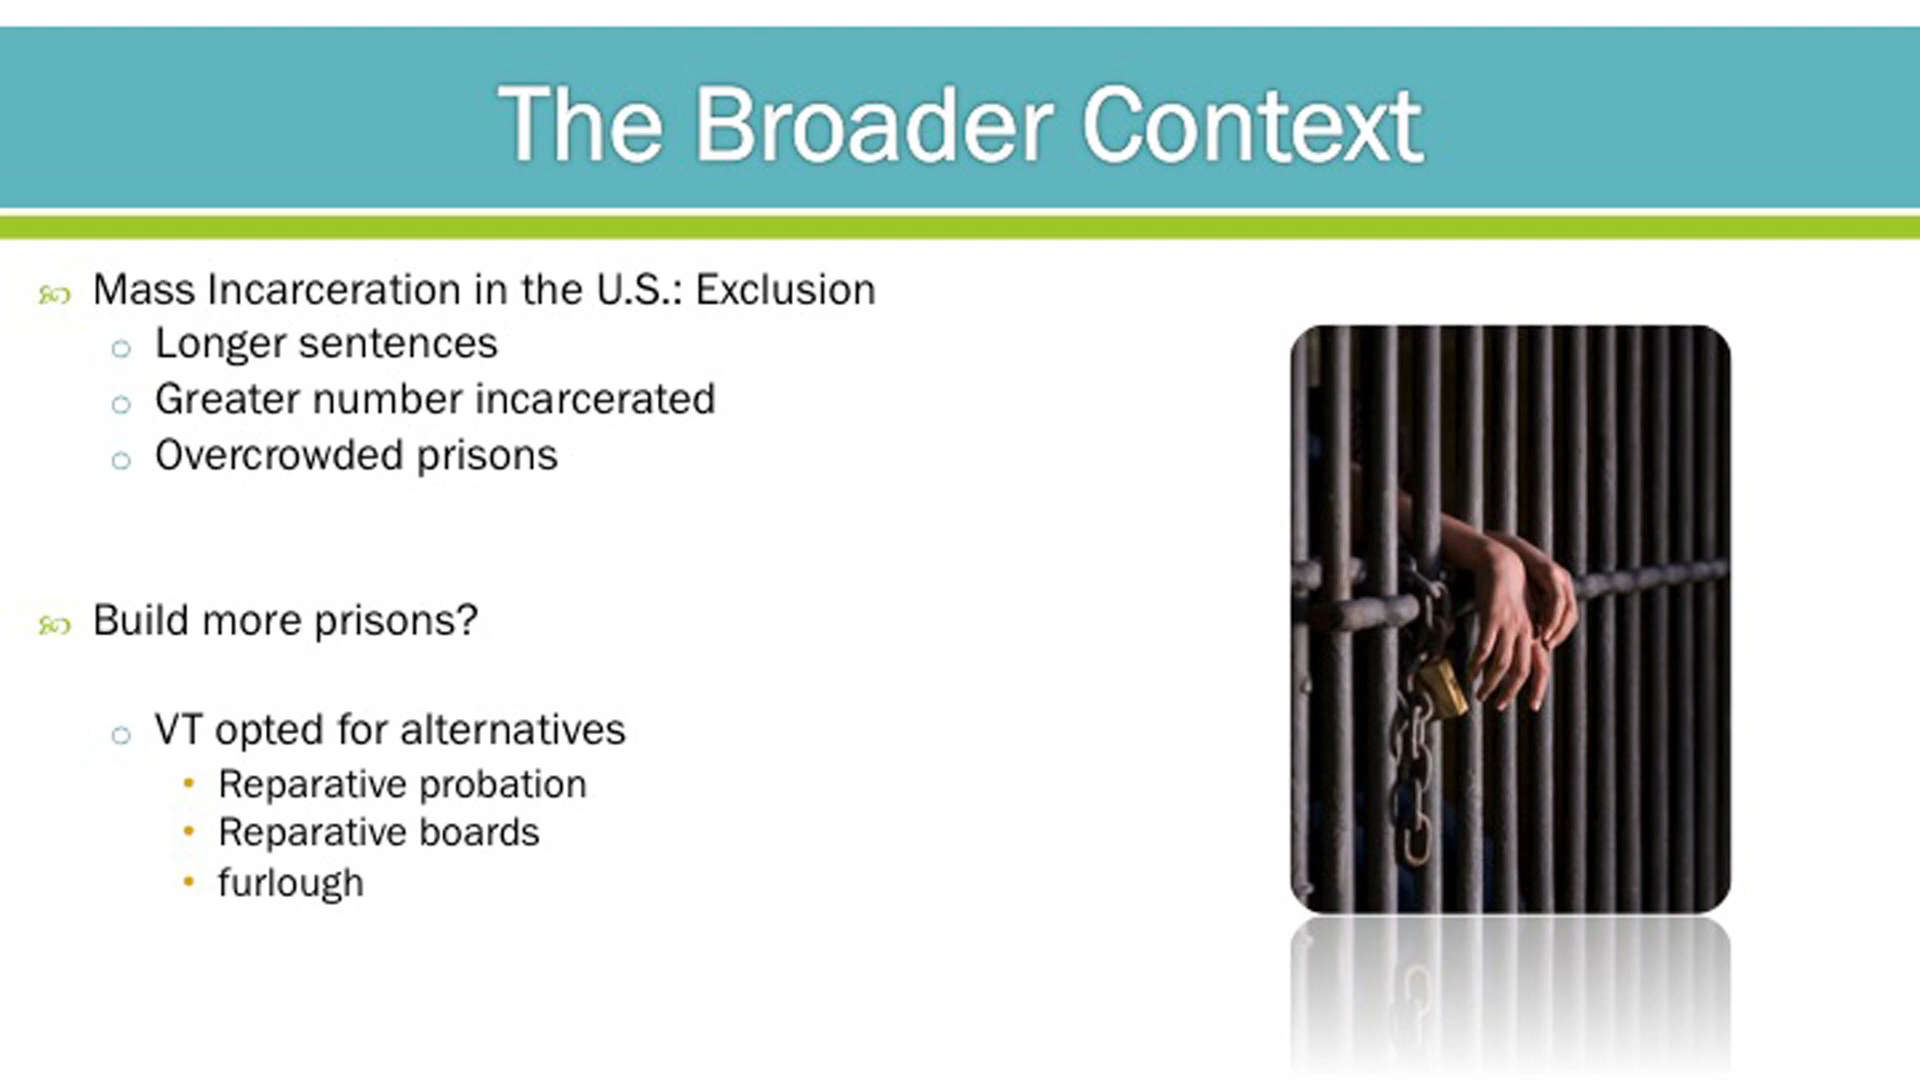 The Broader Context
Mass Incarceration in the U.S.: Exclusion
Longer sentences
Greater number incarcerated
Overcrowded prisons
Build more prisons?
VT opted for alternatives
Reparative probation
Reparative boards
furlough